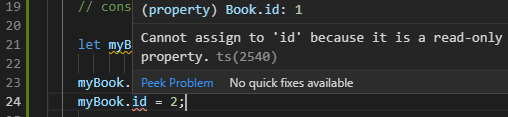 19 // cons
(property) Book.id: 1
20
Cannot assign to 'id' because it is a read-only
21 let myB
property. ts(2540)
22
23 myBook.
Peek Problem No quick fixes available
24 myBook.id = 2;